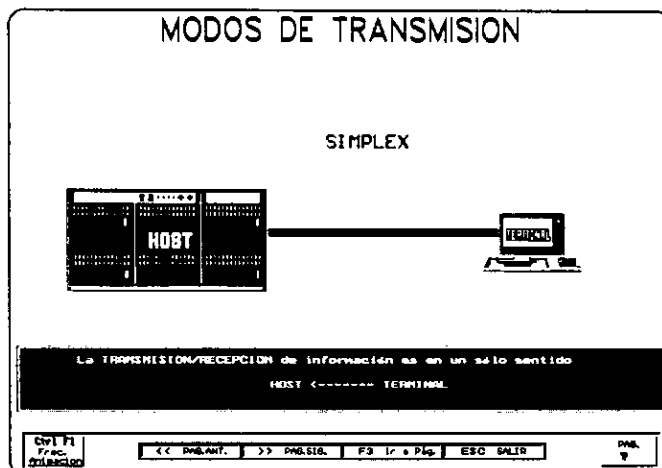 MODOS DE TRANSMISION
SIMPLEX
HOST
TERMINAL
La TRANSMISION/RECEPCION de información es en un sólo sentido
HOST <------- TERMINAL
Ctrl F1
Frec.
Animacion
<< PAG.ANT. >> PAG.SIG. F3 Ir a Pág. ESC SALIR
PAG.